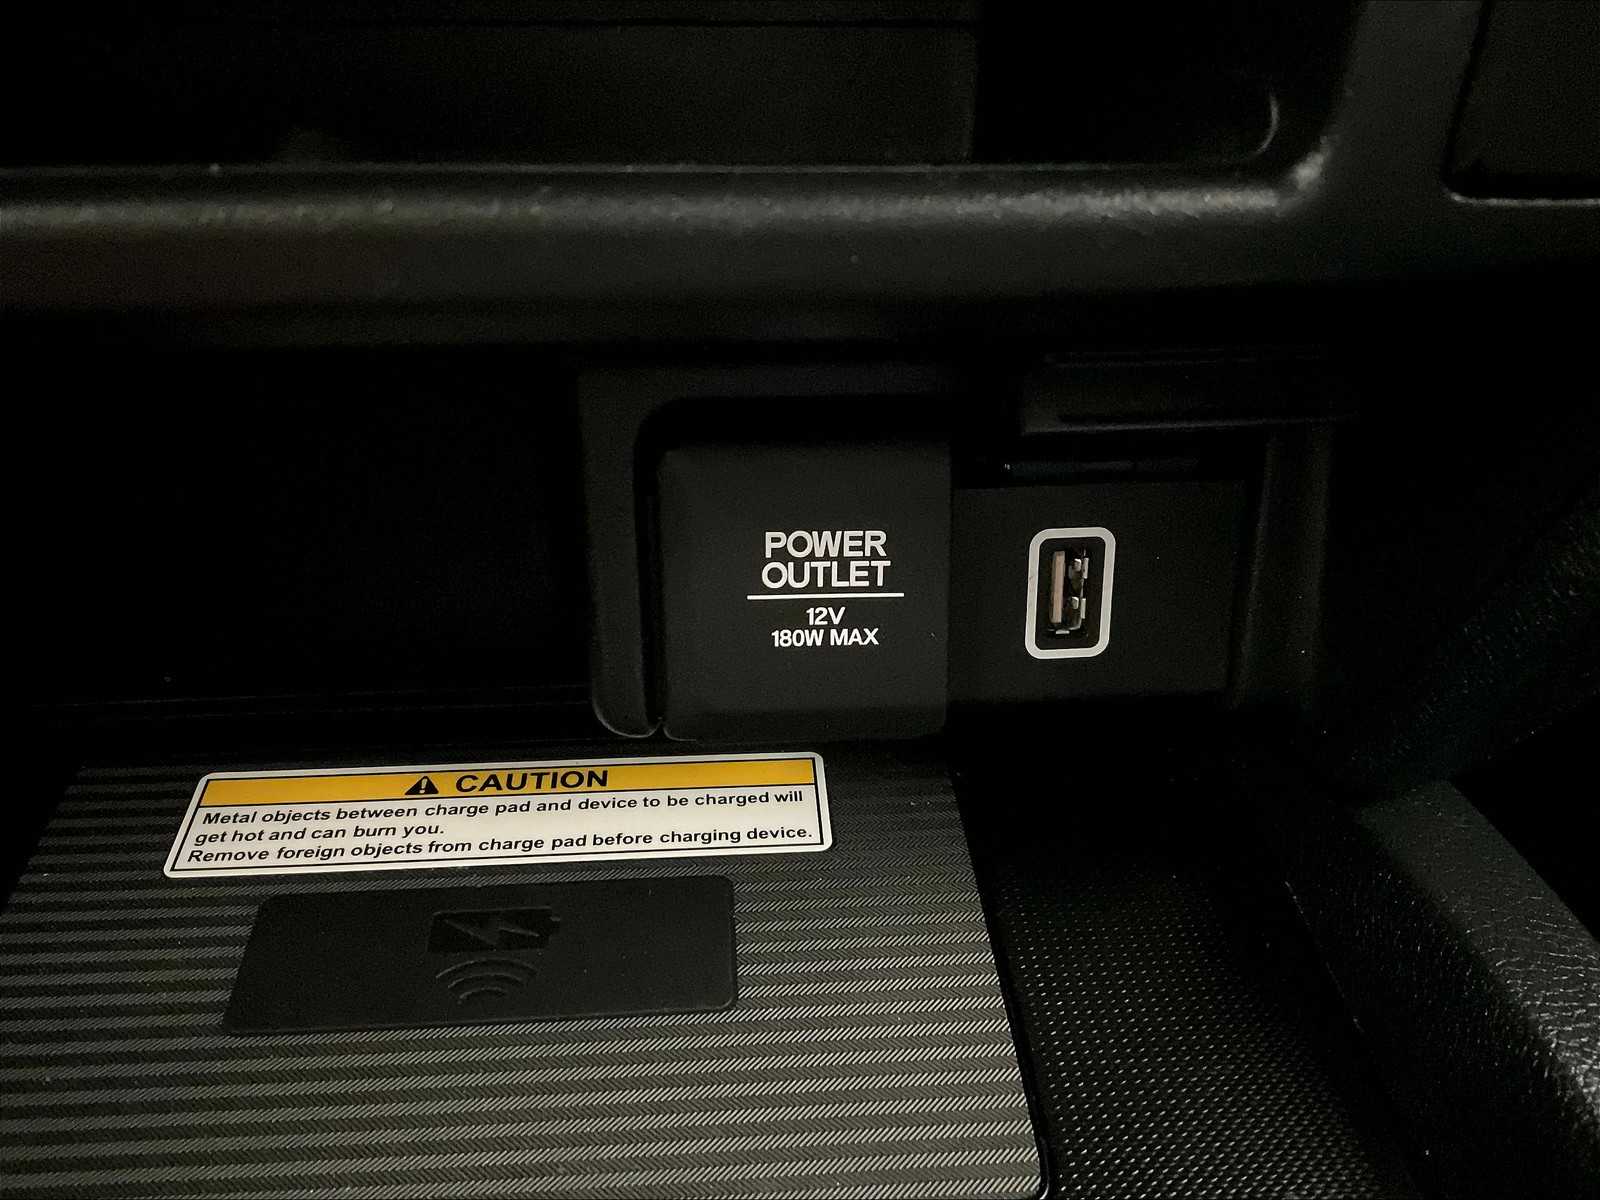 POWER
OUTLET
12V
180W MAX
CAUTION
Metal objects between charge pad and device to be charged will
get hot and can burn you.
Remove foreign objects from charge pad before charging device.